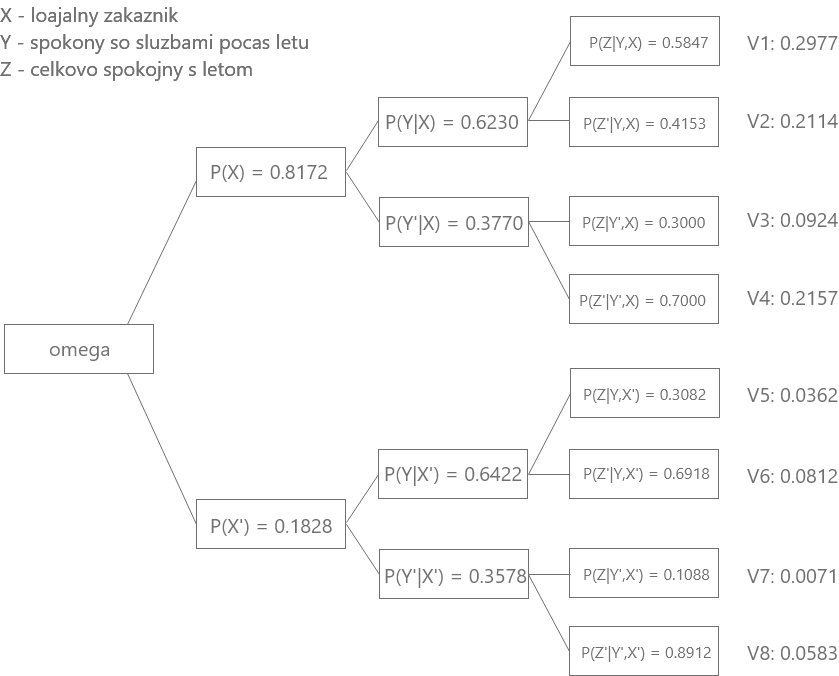 X - loajalny zakaznik
Y - spokony so sluzbami pocas letu
Z - celkovo spokojny s letom
P(Z|Y,X) = 0.5847
V1: 0.2977
P(Y|X) = 0.6230
P(Z'|Y,X) = 0.4153
V2: 0.2114
P(X) = 0.8172
P(Y'|X) = 0.3770
P(Z|Y',X) = 0.3000
V3: 0.0924
P(Z'|Y',X) = 0.7000
V4: 0.2157
omega
P(Z|Y,X') = 0.3082
V5: 0.0362
P(Y|X') = 0.6422
P(Z'|Y,X') = 0.6918
V6: 0.0812
P(X') = 0.1828
P(Y'|X') = 0.3578
P(Z|Y',X') = 0.1088
V7: 0.0071
P(Z'|Y',X') = 0.8912
V8: 0.0583